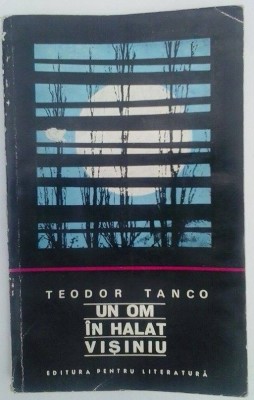 TEODOR TANCO
UN OM
ÎN HALAT
VIȘINIU
EDITURA PENTRU LITERATURĂ